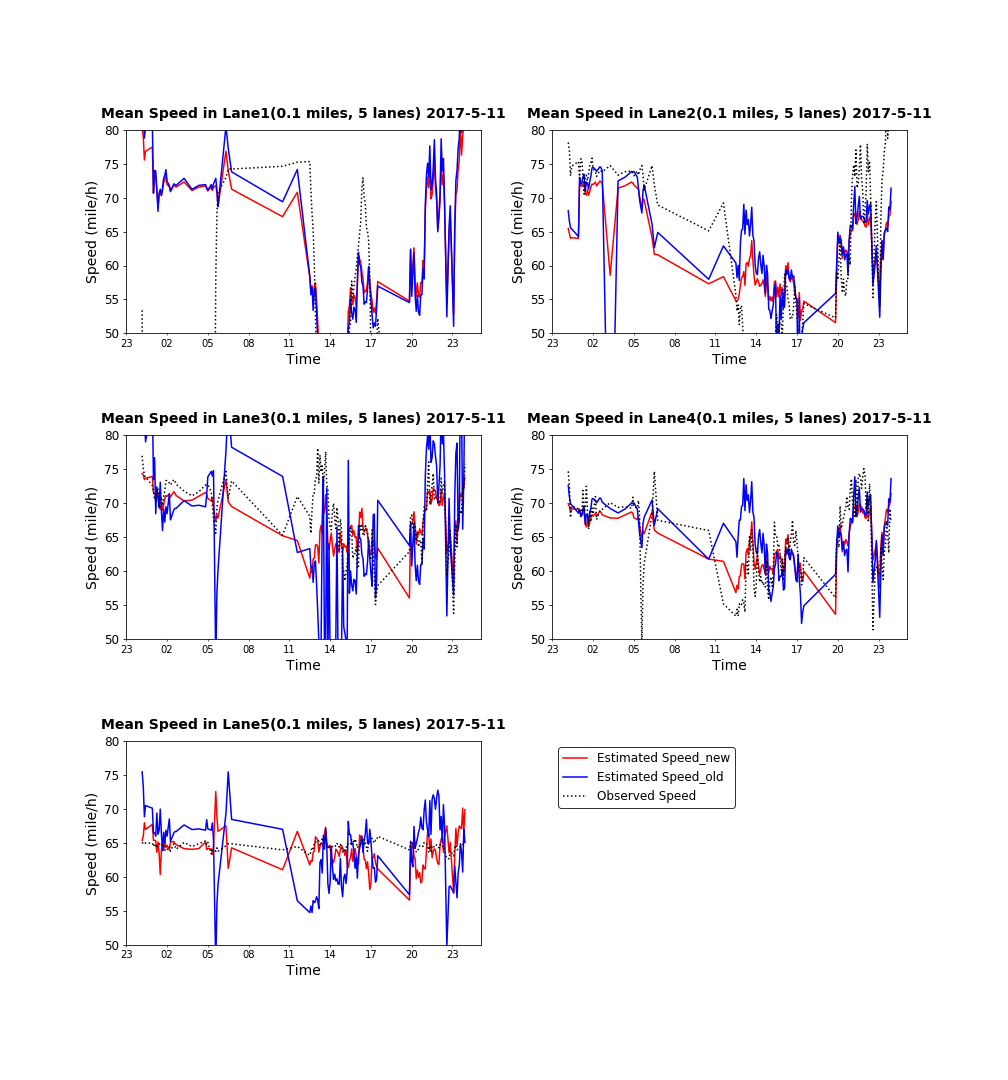 Mean Speed in Lane1(0.1 miles, 5 lanes) 2017-5-11
80
75
70
65
60
55
50
Speed (mile/h)
23 02 05 08 11 14 17 20 23
Time
Mean Speed in Lane2(0.1 miles, 5 lanes) 2017-5-11
80
75
70
65
60
55
50
Speed (mile/h)
23 02 05 08 11 14 17 20 23
Time
Mean Speed in Lane3(0.1 miles, 5 lanes) 2017-5-11
80
75
70
65
60
55
50
Speed (mile/h)
23 02 05 08 11 14 17 20 23
Time
Mean Speed in Lane4(0.1 miles, 5 lanes) 2017-5-11
80
75
70
65
60
55
50
Speed (mile/h)
23 02 05 08 11 14 17 20 23
Time
Mean Speed in Lane5(0.1 miles, 5 lanes) 2017-5-11
80
75
70
65
60
55
50
Speed (mile/h)
23 02 05 08 11 14 17 20 23
Time
Estimated Speed_new
Estimated Speed_old
Observed Speed